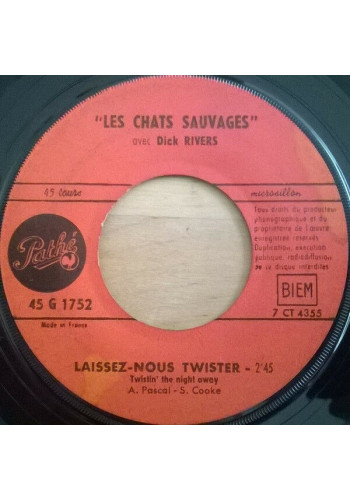 "LES CHATS SAUVAGES"
avec Dick RIVERS
45 tours
microsillon
Pathé
Tous droits du producteur
phonographique et du
propriétaire de l'œuvre
enregistrée réservés
Duplication, exécution
publique, radiodiffusion
de ce disque interdites
45 G 1752
BIEM
Made in France
7 CT 4355
LAISSEZ-NOUS TWISTER - 2'45
Twistin' the night away
A. Pascal - S. Cooke